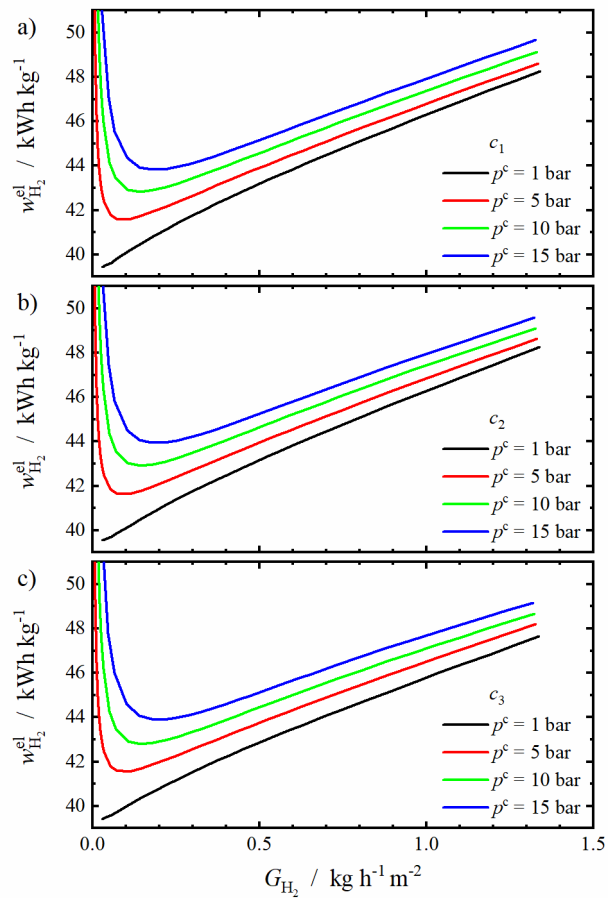 a)
50
48
46
44
42
40
w^el_H2 / kWh kg^-1
c_1
p^c = 1 bar
p^c = 5 bar
p^c = 10 bar
p^c = 15 bar
b)
50
48
46
44
42
40
w^el_H2 / kWh kg^-1
c_2
p^c = 1 bar
p^c = 5 bar
p^c = 10 bar
p^c = 15 bar
c)
50
48
46
44
42
40
w^el_H2 / kWh kg^-1
c_3
p^c = 1 bar
p^c = 5 bar
p^c = 10 bar
p^c = 15 bar
0.0 0.5 1.0 1.5
G_H2 / kg h^-1 m^-2